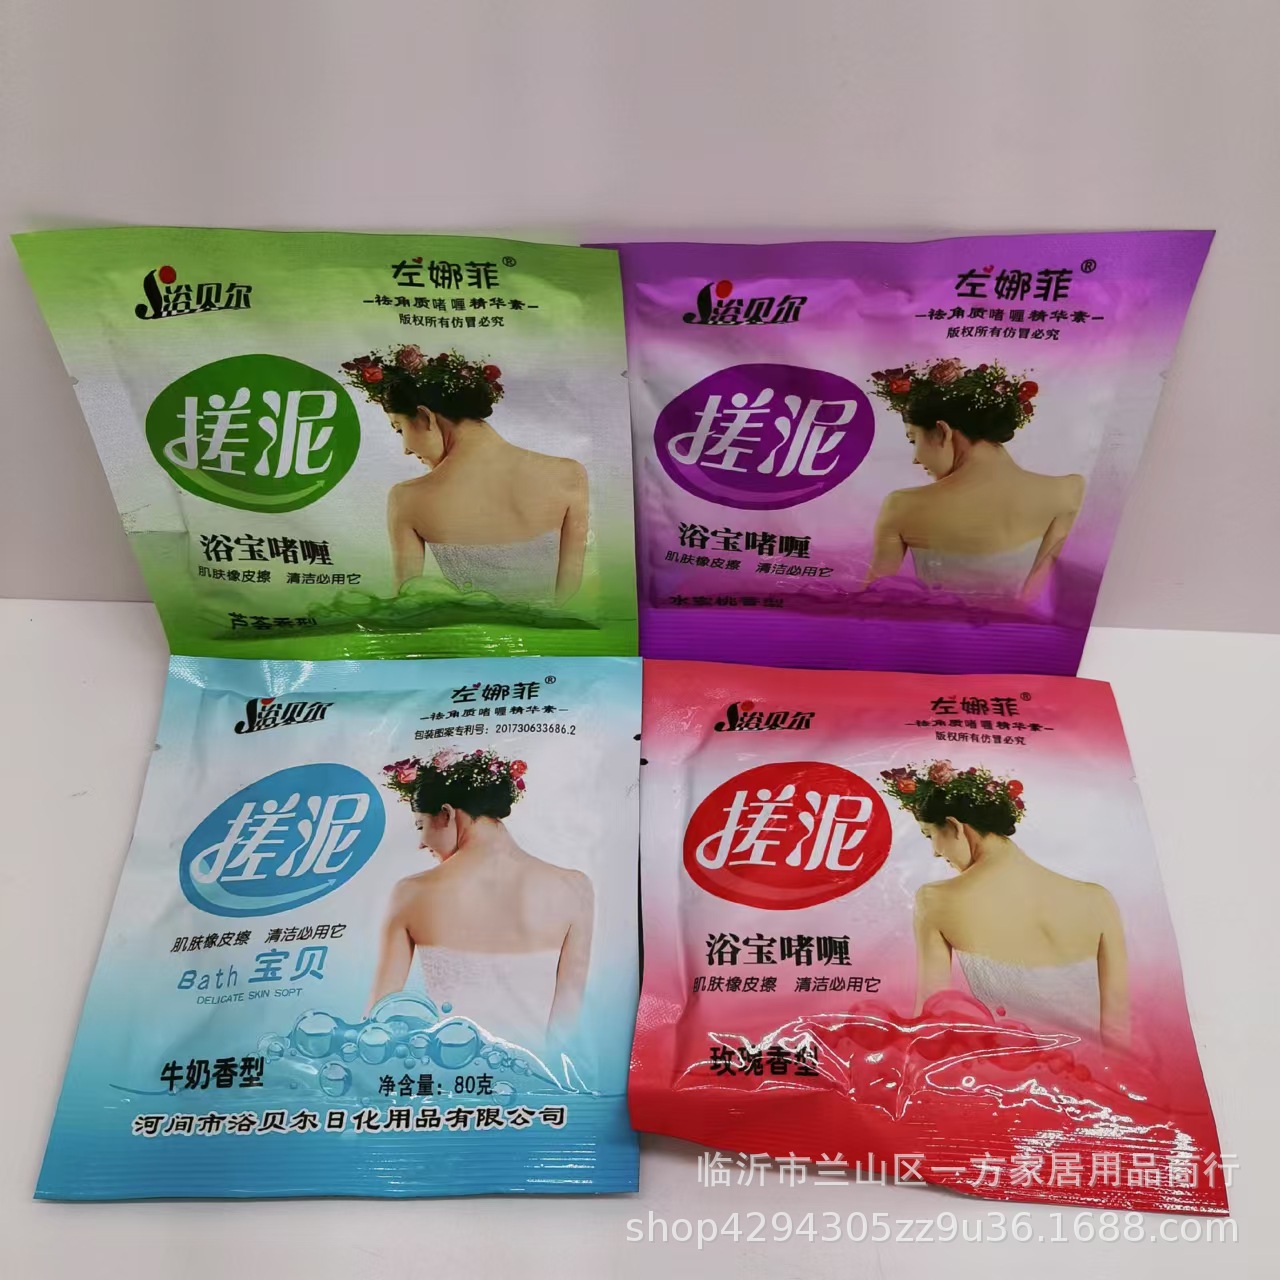 浴贝尔
左娜菲®
祛角质啫喱精华素
版权所有仿冒必究
搓泥
浴宝啫喱
肌肤橡皮擦 清洁必用它
芦荟香型
浴贝尔
左娜菲®
祛角质啫喱精华素
版权所有仿冒必究
搓泥
浴宝啫喱
肌肤橡皮擦 清洁必用它
水蜜桃香型
浴贝尔
左娜菲®
祛角质啫喱精华素
包装图案专利号：201730633686.2
搓泥
肌肤橡皮擦 清洁必用它
Bath 宝贝
DELICATE SKIN SOPT
牛奶香型
净含量：80克
河间市浴贝尔日化用品有限公司
浴贝尔
左娜菲®
祛角质啫喱精华素
版权所有仿冒必究
搓泥
浴宝啫喱
肌肤橡皮擦 清洁必用它
玫瑰香型
临沂市兰山区一方家居用品商行
shop4294305zz9u36.1688.com